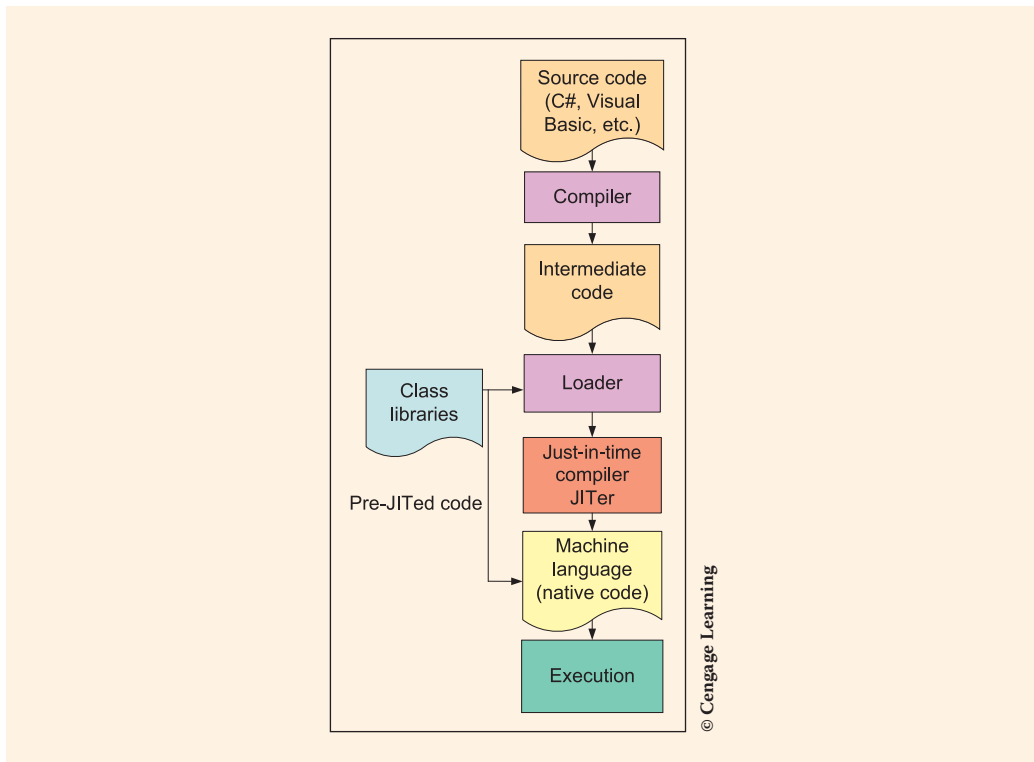 Source code
(C#, Visual
Basic, etc.)
Compiler
Intermediate
code
Loader
Class
libraries
Just-in-time
compiler
JITer
Pre-JITed code
Machine
language
(native code)
Execution
© Cengage Learning